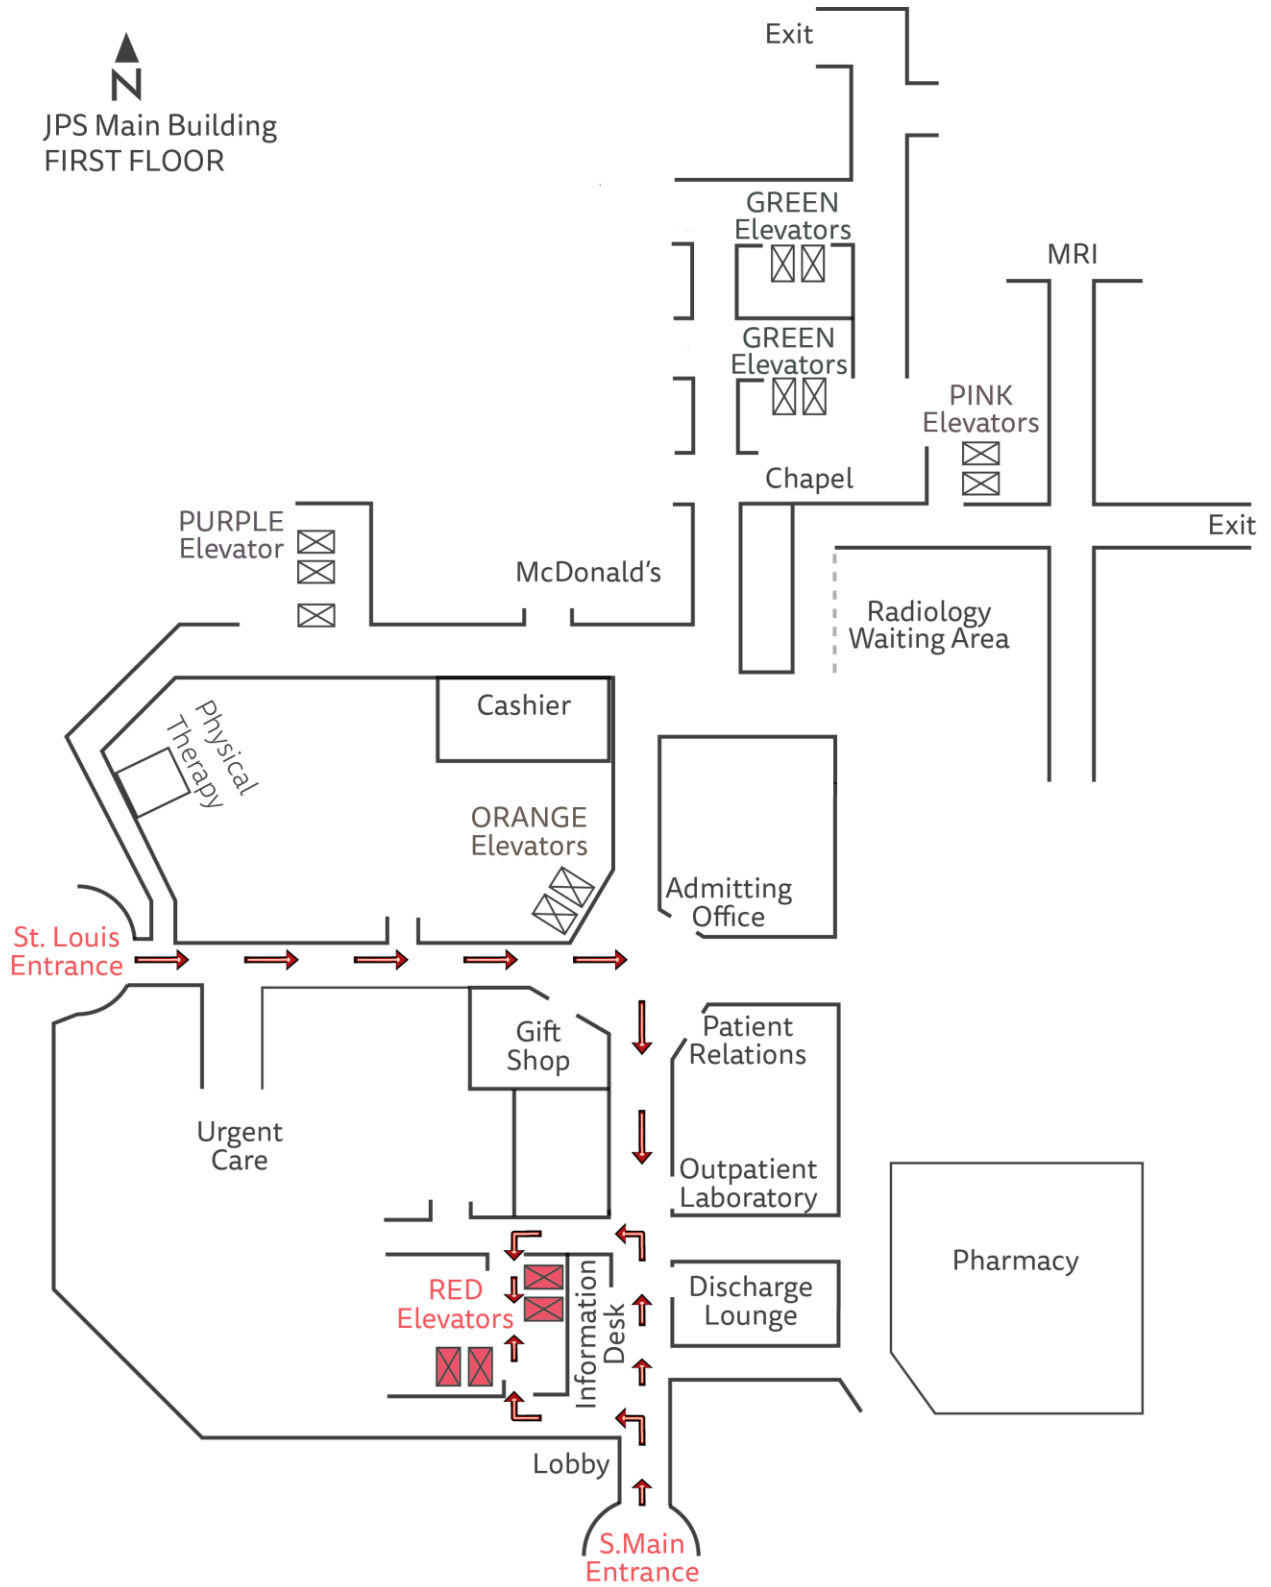 Exit
N
JPS Main Building
FIRST FLOOR
GREEN
Elevators
MRI
GREEN
Elevators
PINK
Elevators
Chapel
PURPLE
Elevator
Exit
McDonald's
Radiology
Waiting Area
Cashier
Physical
Therapy
ORANGE
Elevators
Admitting
Office
St. Louis
Entrance
Gift
Shop
Patient
Relations
Urgent
Care
Outpatient
Laboratory
Pharmacy
RED
Elevators
Information
Desk
Discharge
Lounge
Lobby
S.Main
Entrance